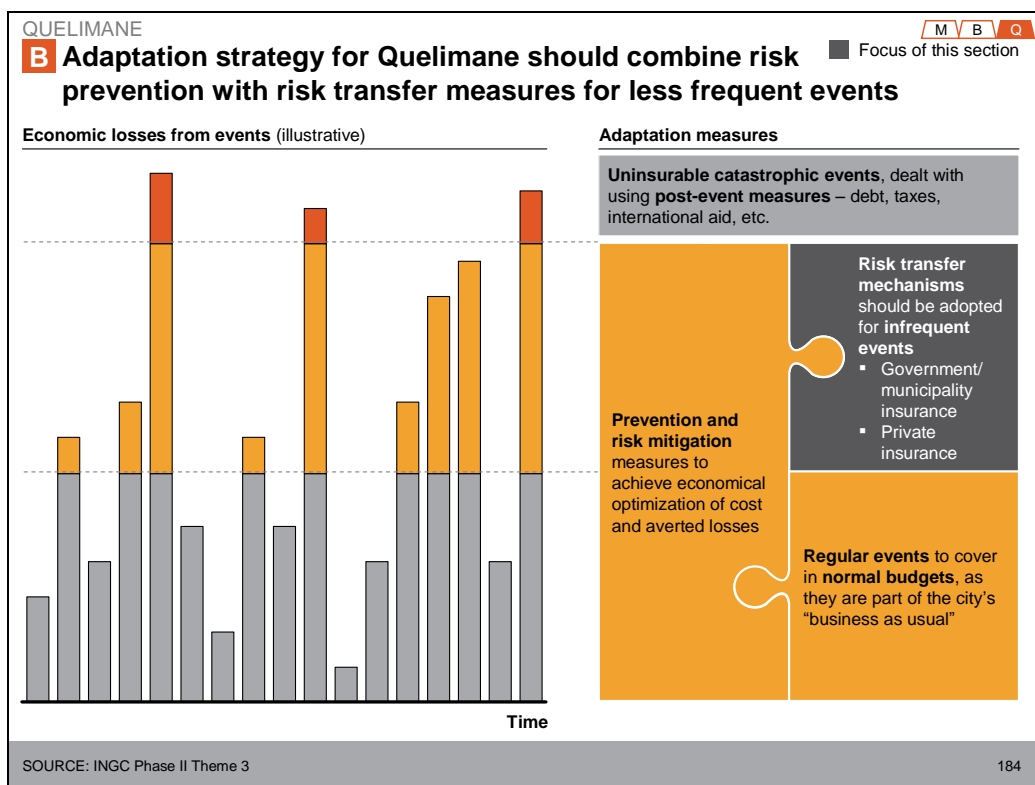 QUELIMANE
M B Q
B Adaptation strategy for Quelimane should combine risk
prevention with risk transfer measures for less frequent events
Focus of this section
Economic losses from events (illustrative)
Time
Adaptation measures
Uninsurable catastrophic events, dealt with
using post-event measures – debt, taxes,
international aid, etc.
Prevention and
risk mitigation
measures to
achieve economical
optimization of cost
and averted losses
Risk transfer
mechanisms
should be adopted
for infrequent
events
▪ Government/
municipality
insurance
▪ Private
insurance
Regular events to cover
in normal budgets, as
they are part of the city’s
“business as usual”
SOURCE: INGC Phase II Theme 3
184